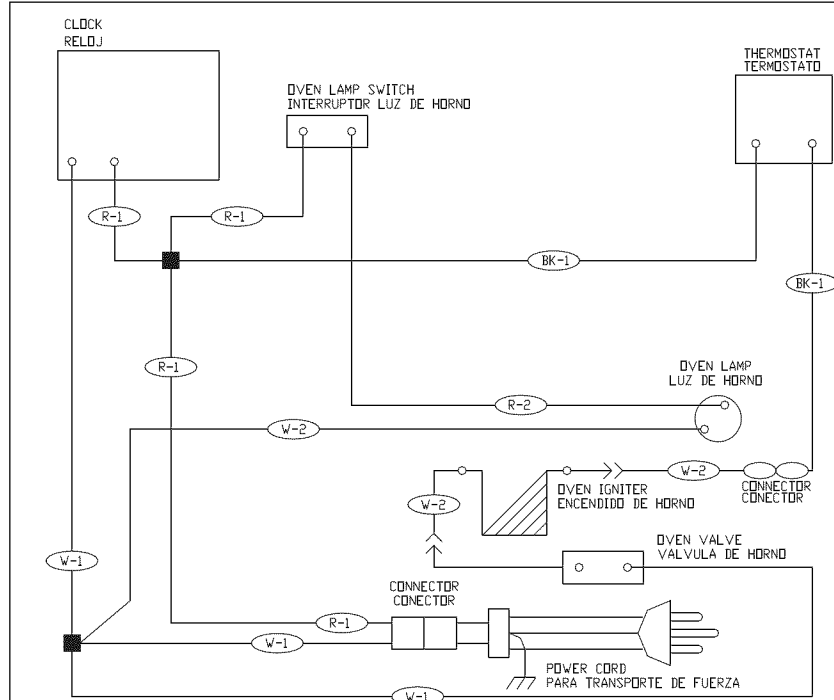 CLOCK
RELOJ
THERMOSTAT
TERMOSTATO
OVEN LAMP SWITCH
INTERRUPTOR LUZ DE HORNO
R-1
R-1
BK-1
BK-1
R-1
OVEN LAMP
LUZ DE HORNO
R-2
W-2
W-2
CONNECTOR
CONECTOR
OVEN IGNITER
ENCENDIDO DE HORNO
W-2
OVEN VALVE
VALVULA DE HORNO
W-1
CONNECTOR
CONECTOR
R-1
W-1
POWER CORD
PARA TRANSPORTE DE FUERZA
W-1